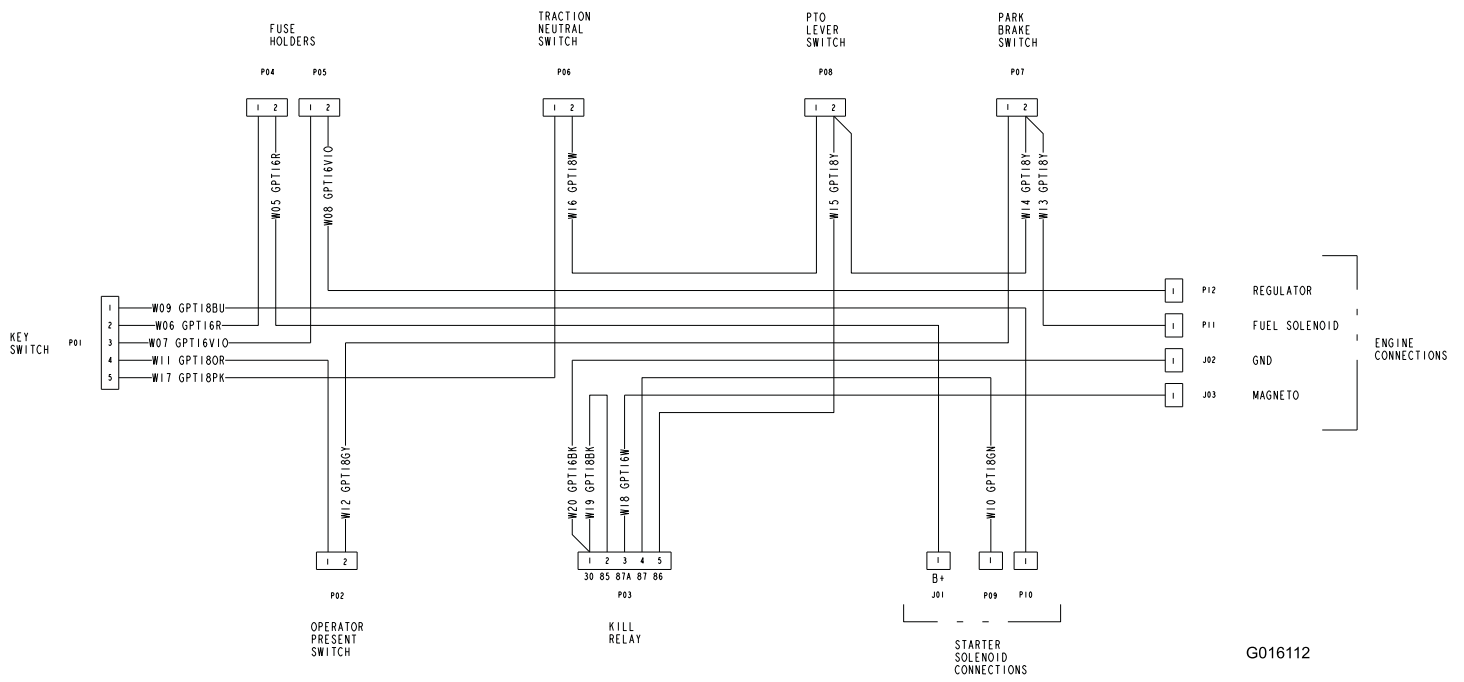 FUSE
HOLDERS
TRACTION
NEUTRAL
SWITCH
PTO
LEVER
SWITCH
PARK
BRAKE
SWITCH
P04
P05
P06
P08
P07
1 2
1 2
1 2
1 2
1 2
W05 GPT16R
W08 GPT16VIO
W16 GPT18W
W15 GPT18Y
W14 GPT18Y
W13 GPT18Y
KEY
SWITCH
P01
1
2
3
4
5
W09 GPT18BU
W06 GPT16R
W07 GPT16VIO
W11 GPT18OR
W17 GPT18PK
1 P12 REGULATOR
1 P11 FUEL SOLENOID
1 J02 GND
1 J03 MAGNETO
ENGINE
CONNECTIONS
W12 GPT18GY
W20 GPT16BK
W19 GPT18BK
W18 GPT16W
W10 GPT18GN
1 2
P02
OPERATOR
PRESENT
SWITCH
1 2 3 4 5
30 85 87A 87 86
P03
KILL
RELAY
1
1
1
B+
J01
P09
P10
STARTER
SOLENOID
CONNECTIONS
G016112